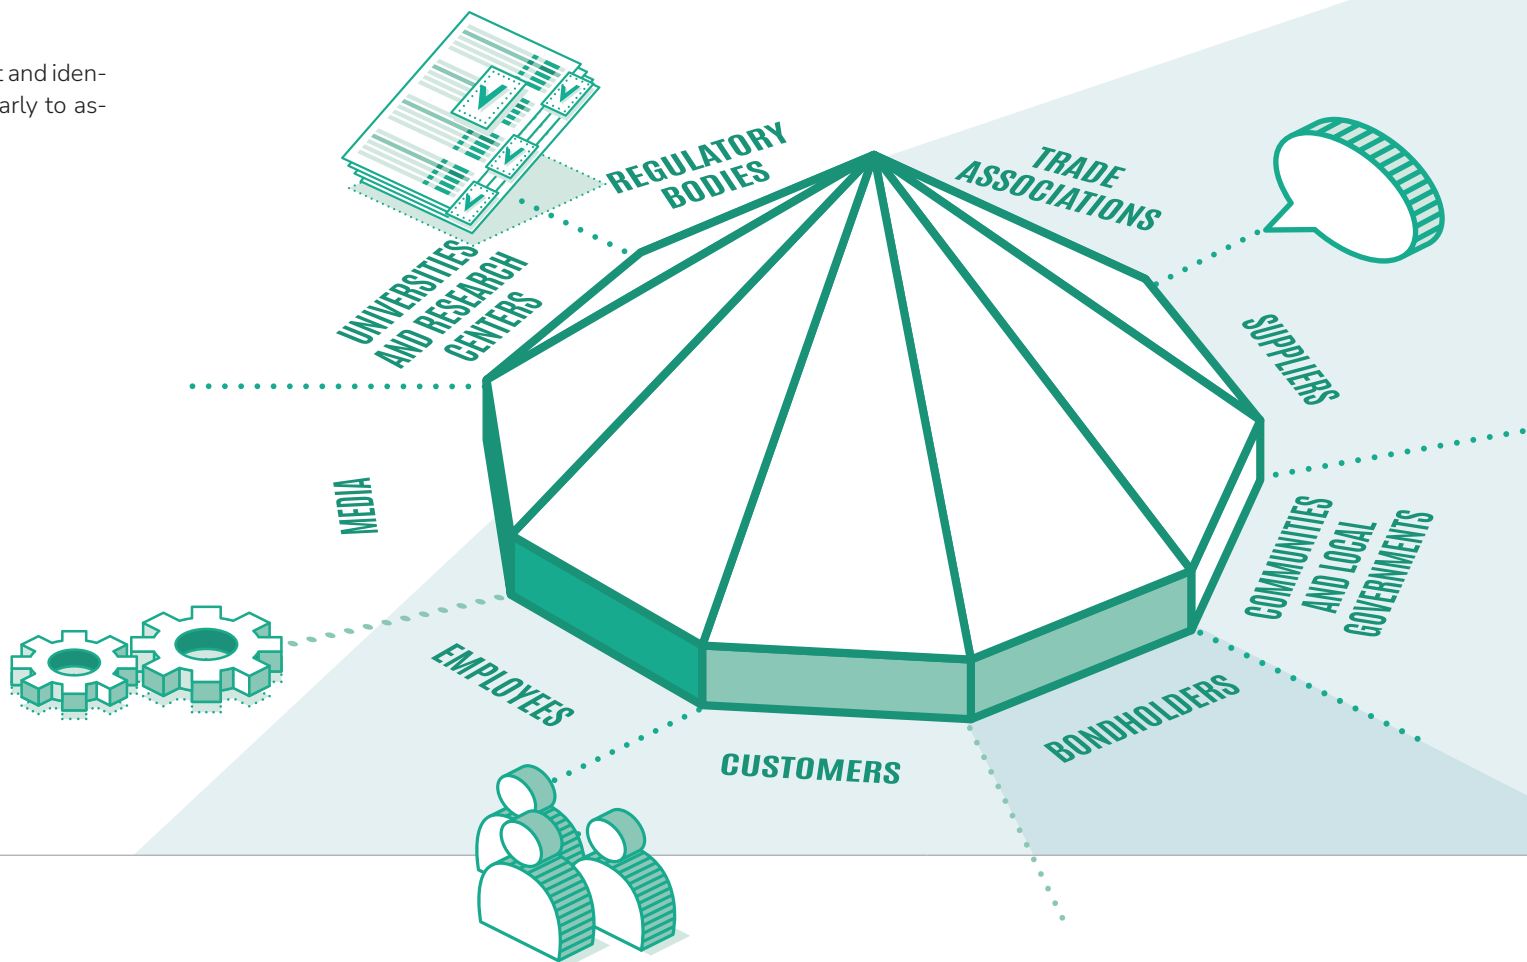 and iden-
arly to as-
REGULATORY
BODIES
TRADE
ASSOCIATIONS
UNIVERSITIES
AND RESEARCH
CENTERS
SUPPLIERS
MEDIA
COMMUNITIES
AND LOCAL
GOVERNMENTS
EMPLOYEES
BONDHOLDERS
CUSTOMERS